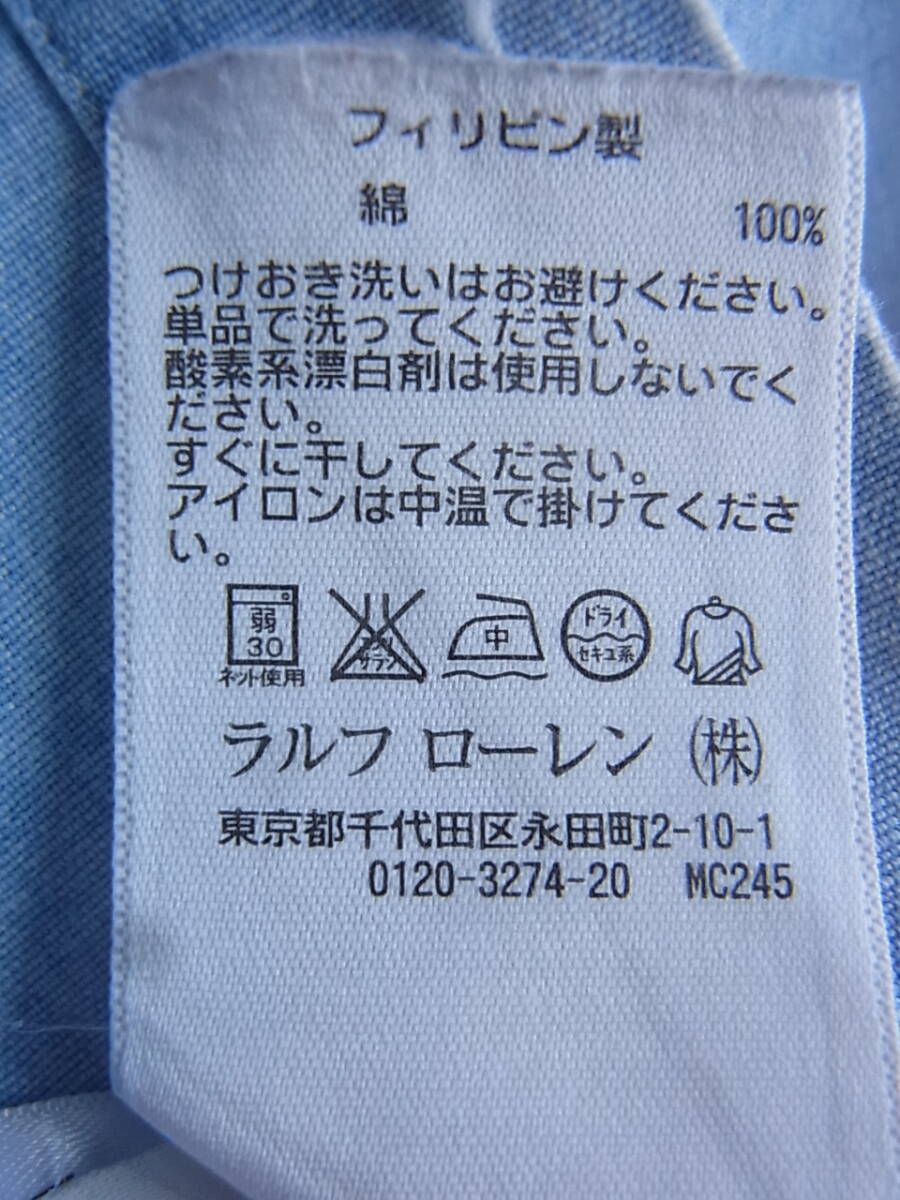 フィリピン製
綿 100%
つけおき洗いはお避けください。
単品で洗ってください。
酸素系漂白剤は使用しないでく
ださい。
すぐに干してください。
アイロンは中温で掛けてくださ
い。
弱
30
ネット使用
エンソ
サラシ
中
ドライ
セキユ系
ラルフ ローレン (株)
東京都千代田区永田町2-10-1
0120-3274-20 MC245